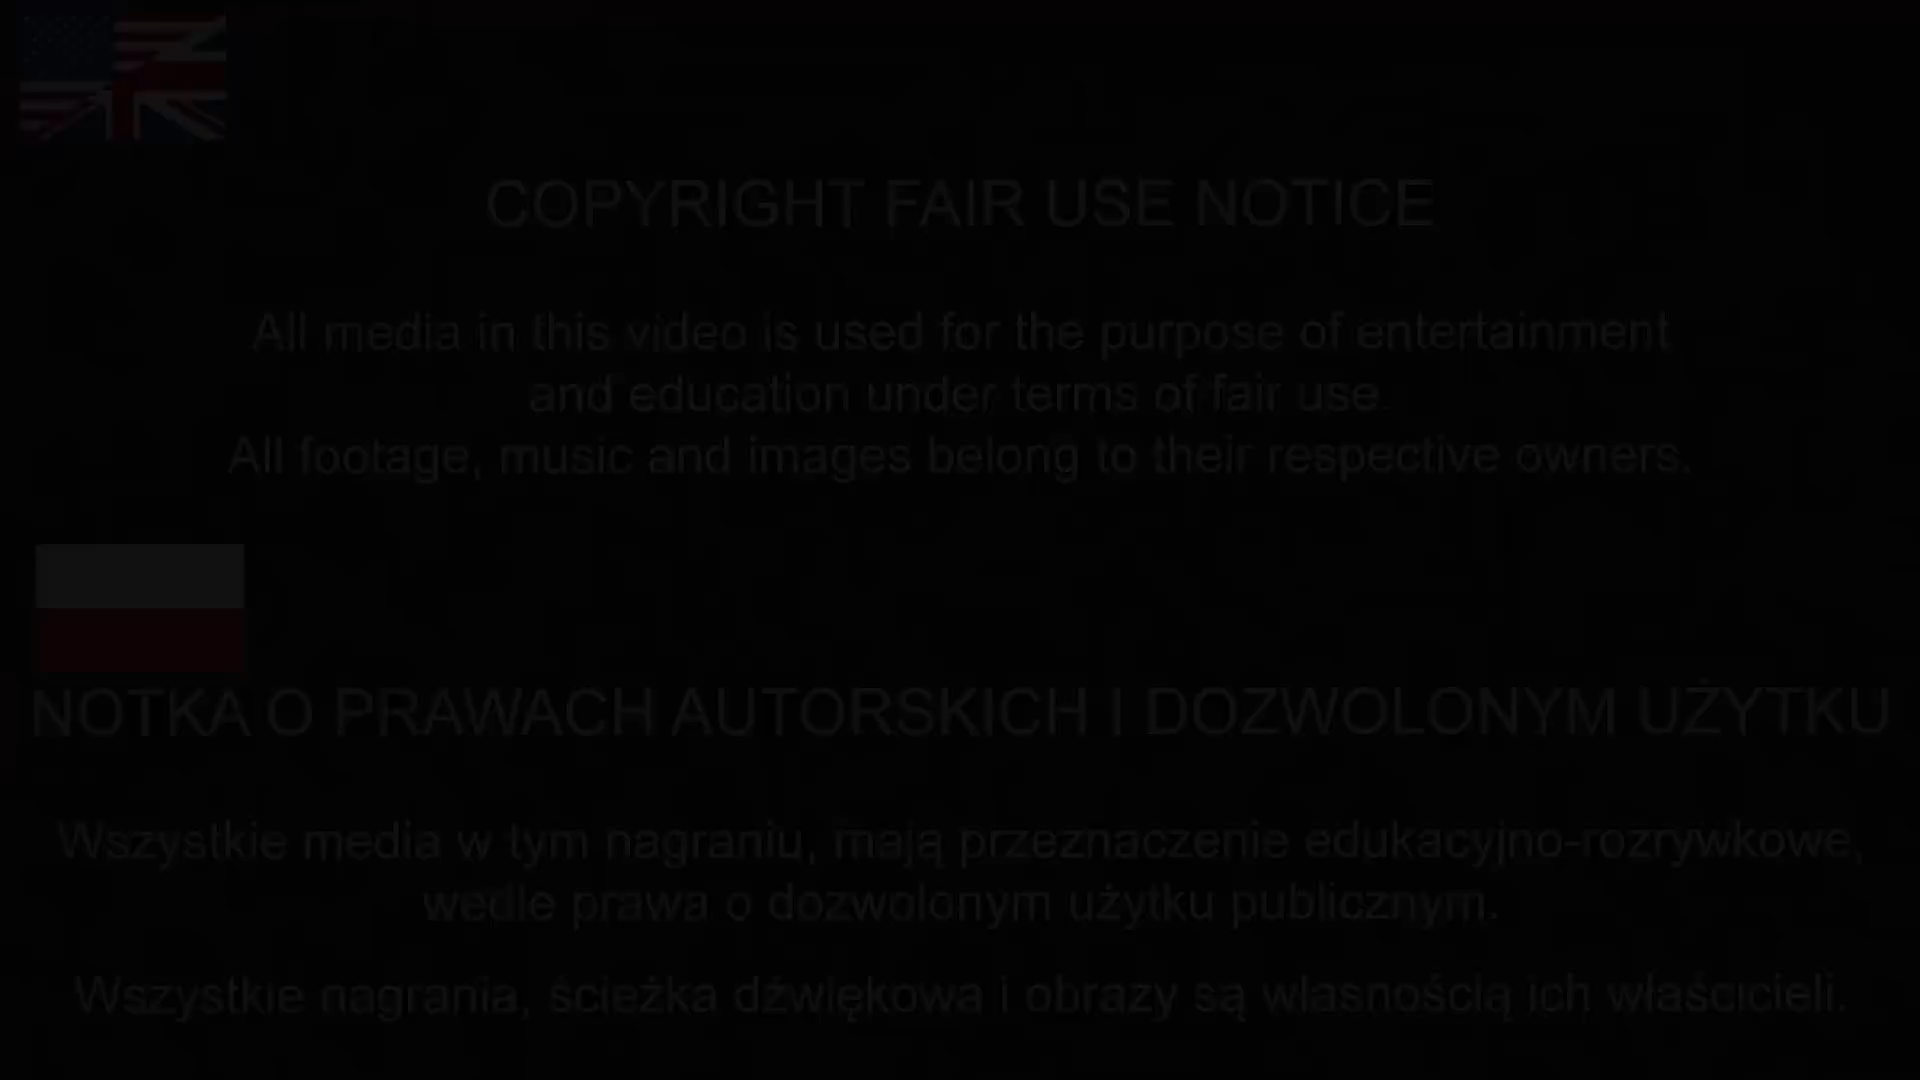 COPYRIGHT FAIR USE NOTICE
All media in this video is used for the purpose of entertainment
and education under terms of fair use.
All footage, music and images belong to their respective owners.
NOTKA O PRAWACH AUTORSKICH I DOZWOLONYM UŻYTKU
Wszystkie media w tym nagraniu, mają przeznaczenie edukacyjno-rozrywkowe,
wedle prawa o dozwolonym użytku publicznym.
Wszystkie nagrania, ścieżka dźwiękowa i obrazy są własnością ich właścicieli.